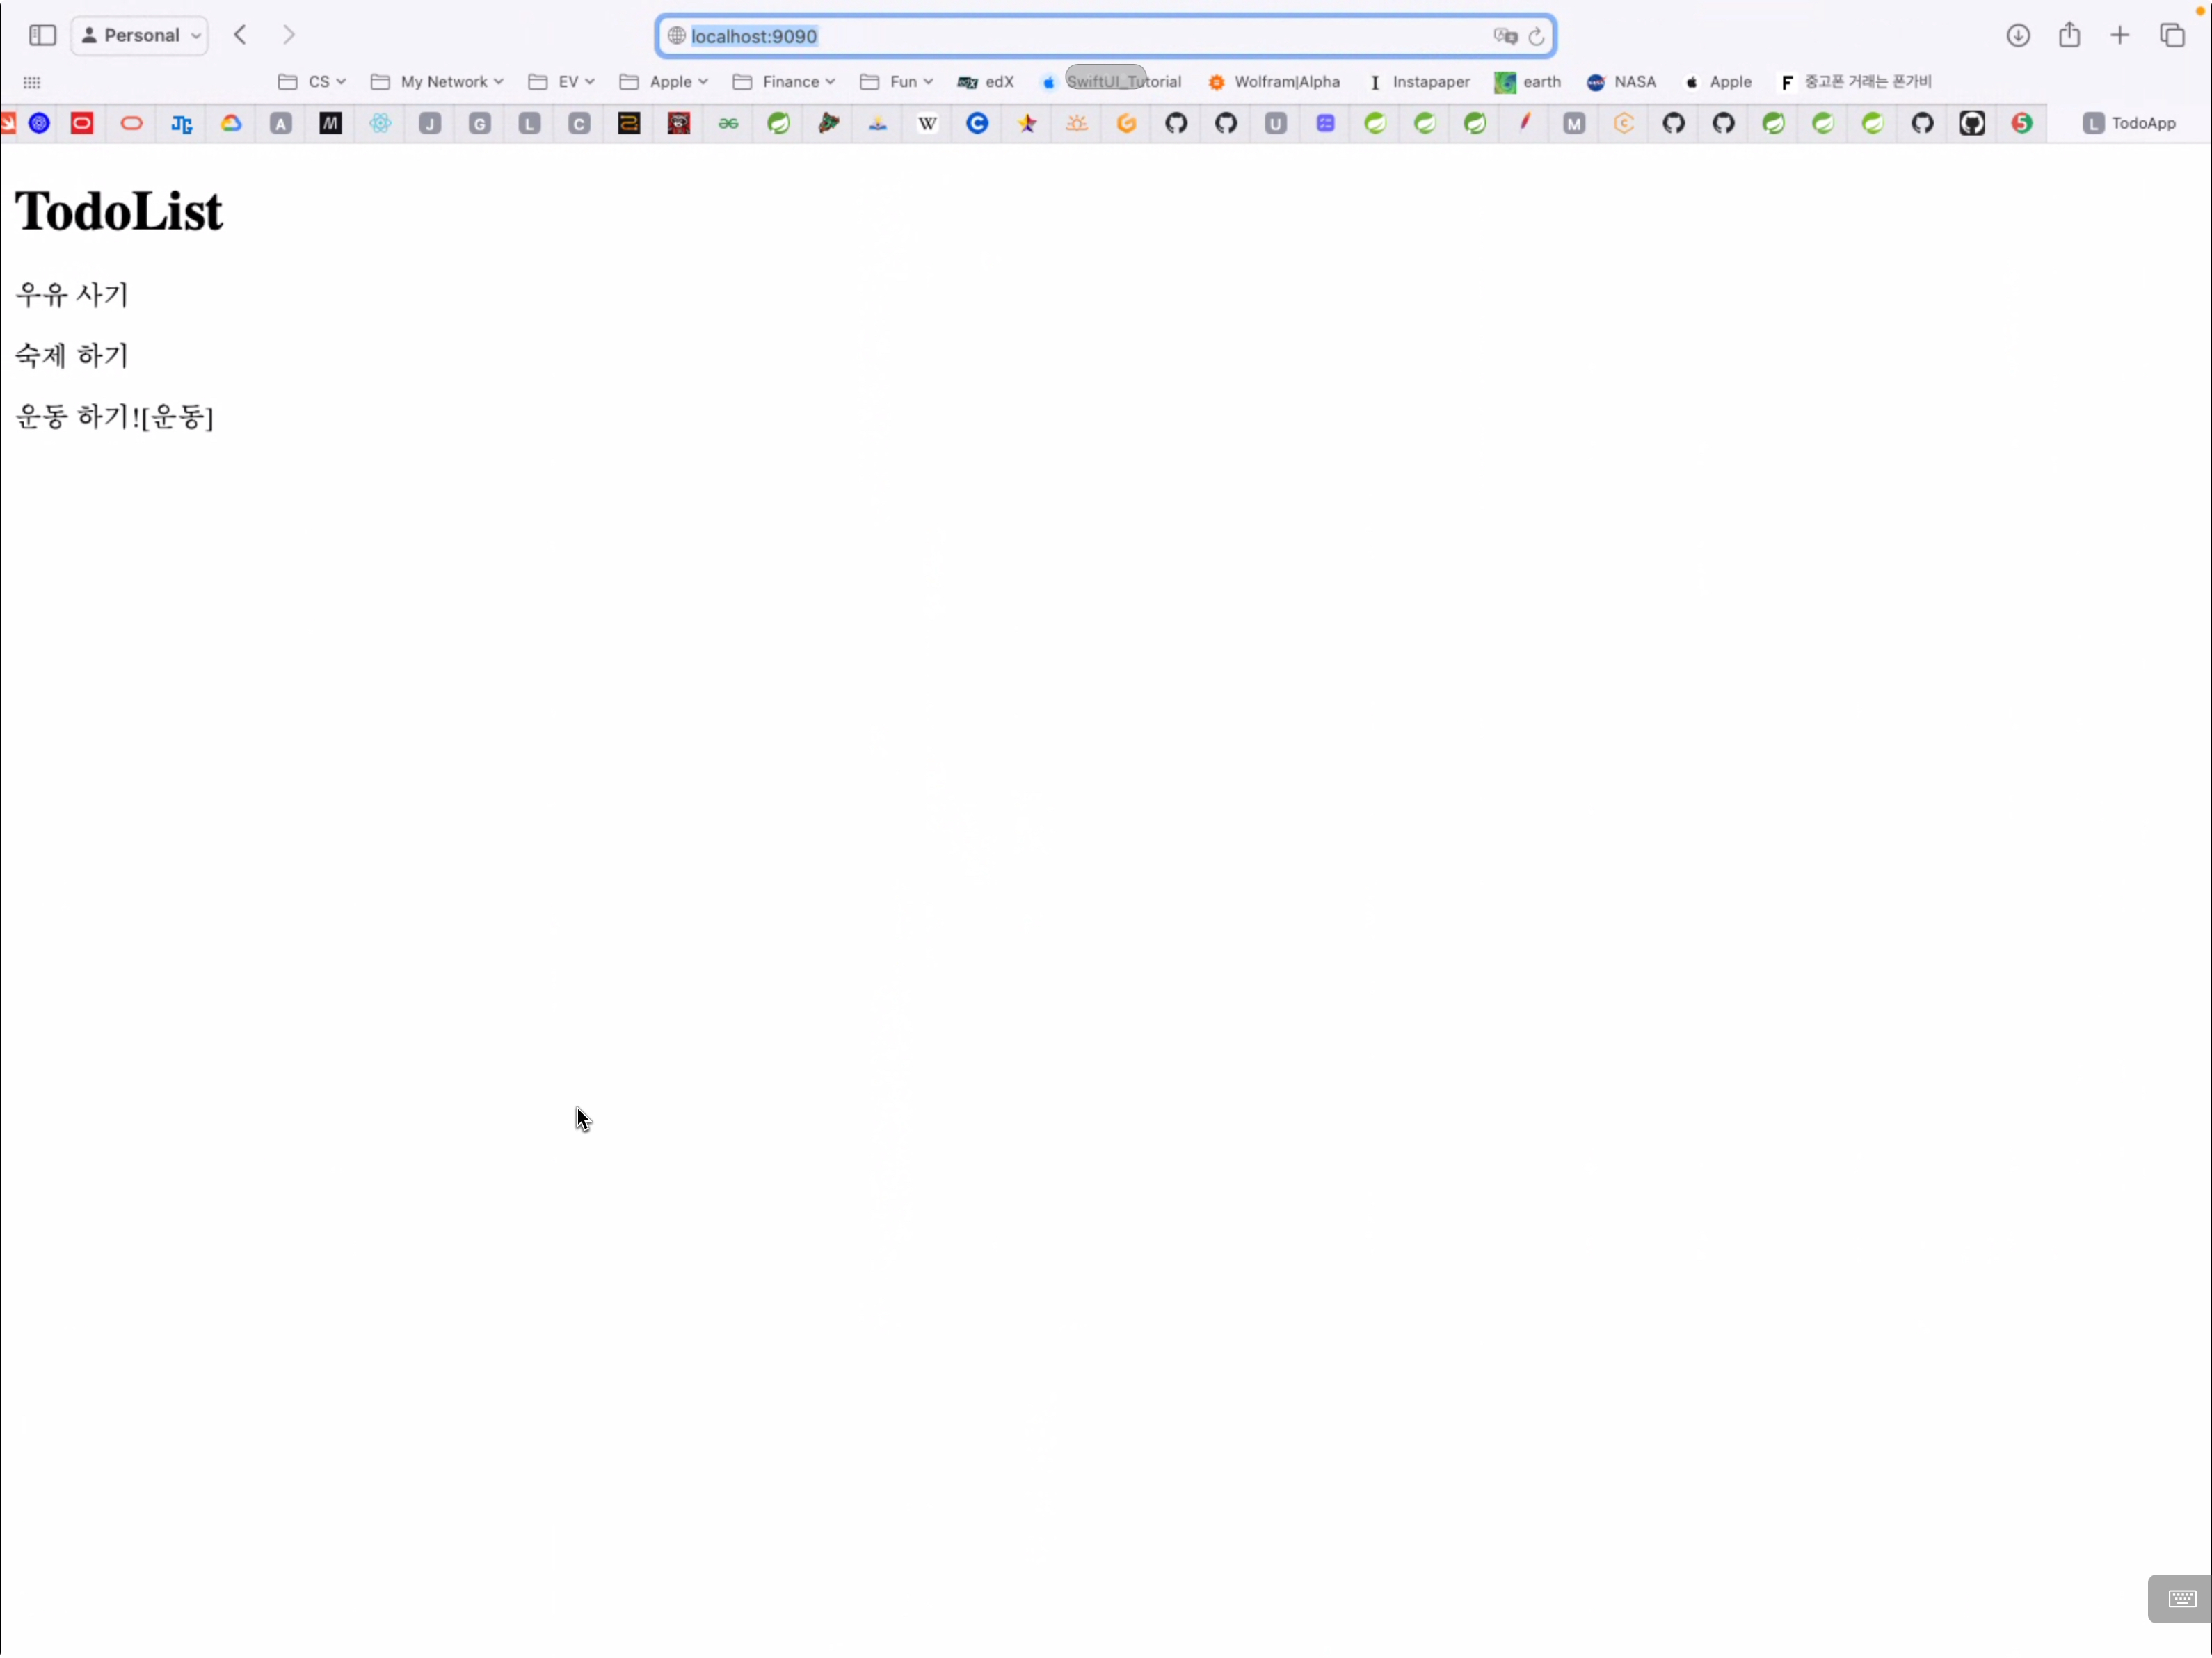 Personal
localhost:9090
CS My Network EV Apple Finance Fun edX SwiftUI_Tutorial Wolfram|Alpha I Instapaper earth NASA Apple F 중고폰 거래는 폰가비
A M J G L C W C G U M C 5 L TodoApp
TodoList
우유 사기
숙제 하기
운동 하기![운동]